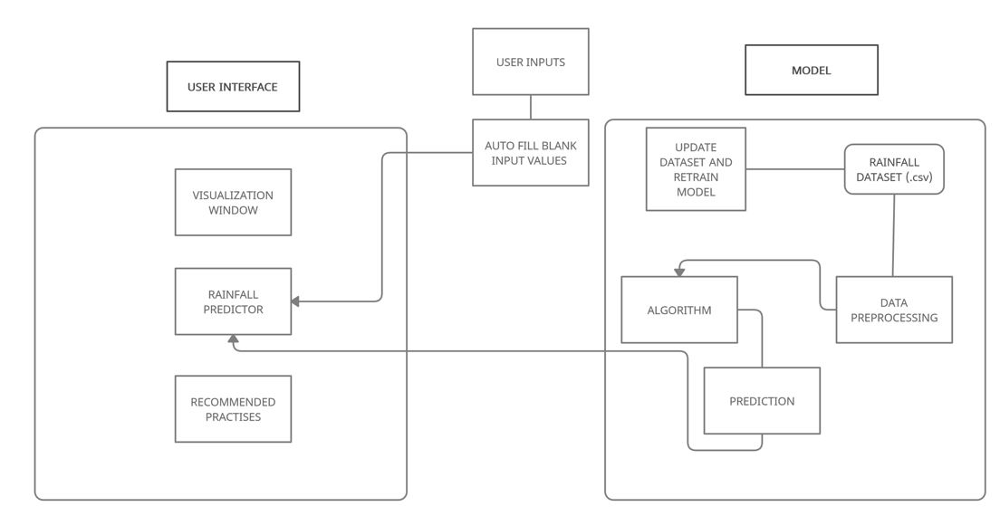 USER INTERFACE
VISUALIZATION
WINDOW
RAINFALL
PREDICTOR
RECOMMENDED
PRACTISES
USER INPUTS
AUTO FILL BLANK
INPUT VALUES
MODEL
UPDATE
DATASET AND
RETRAIN
MODEL
RAINFALL
DATASET (.csv)
ALGORITHM
DATA
PREPROCESSING
PREDICTION